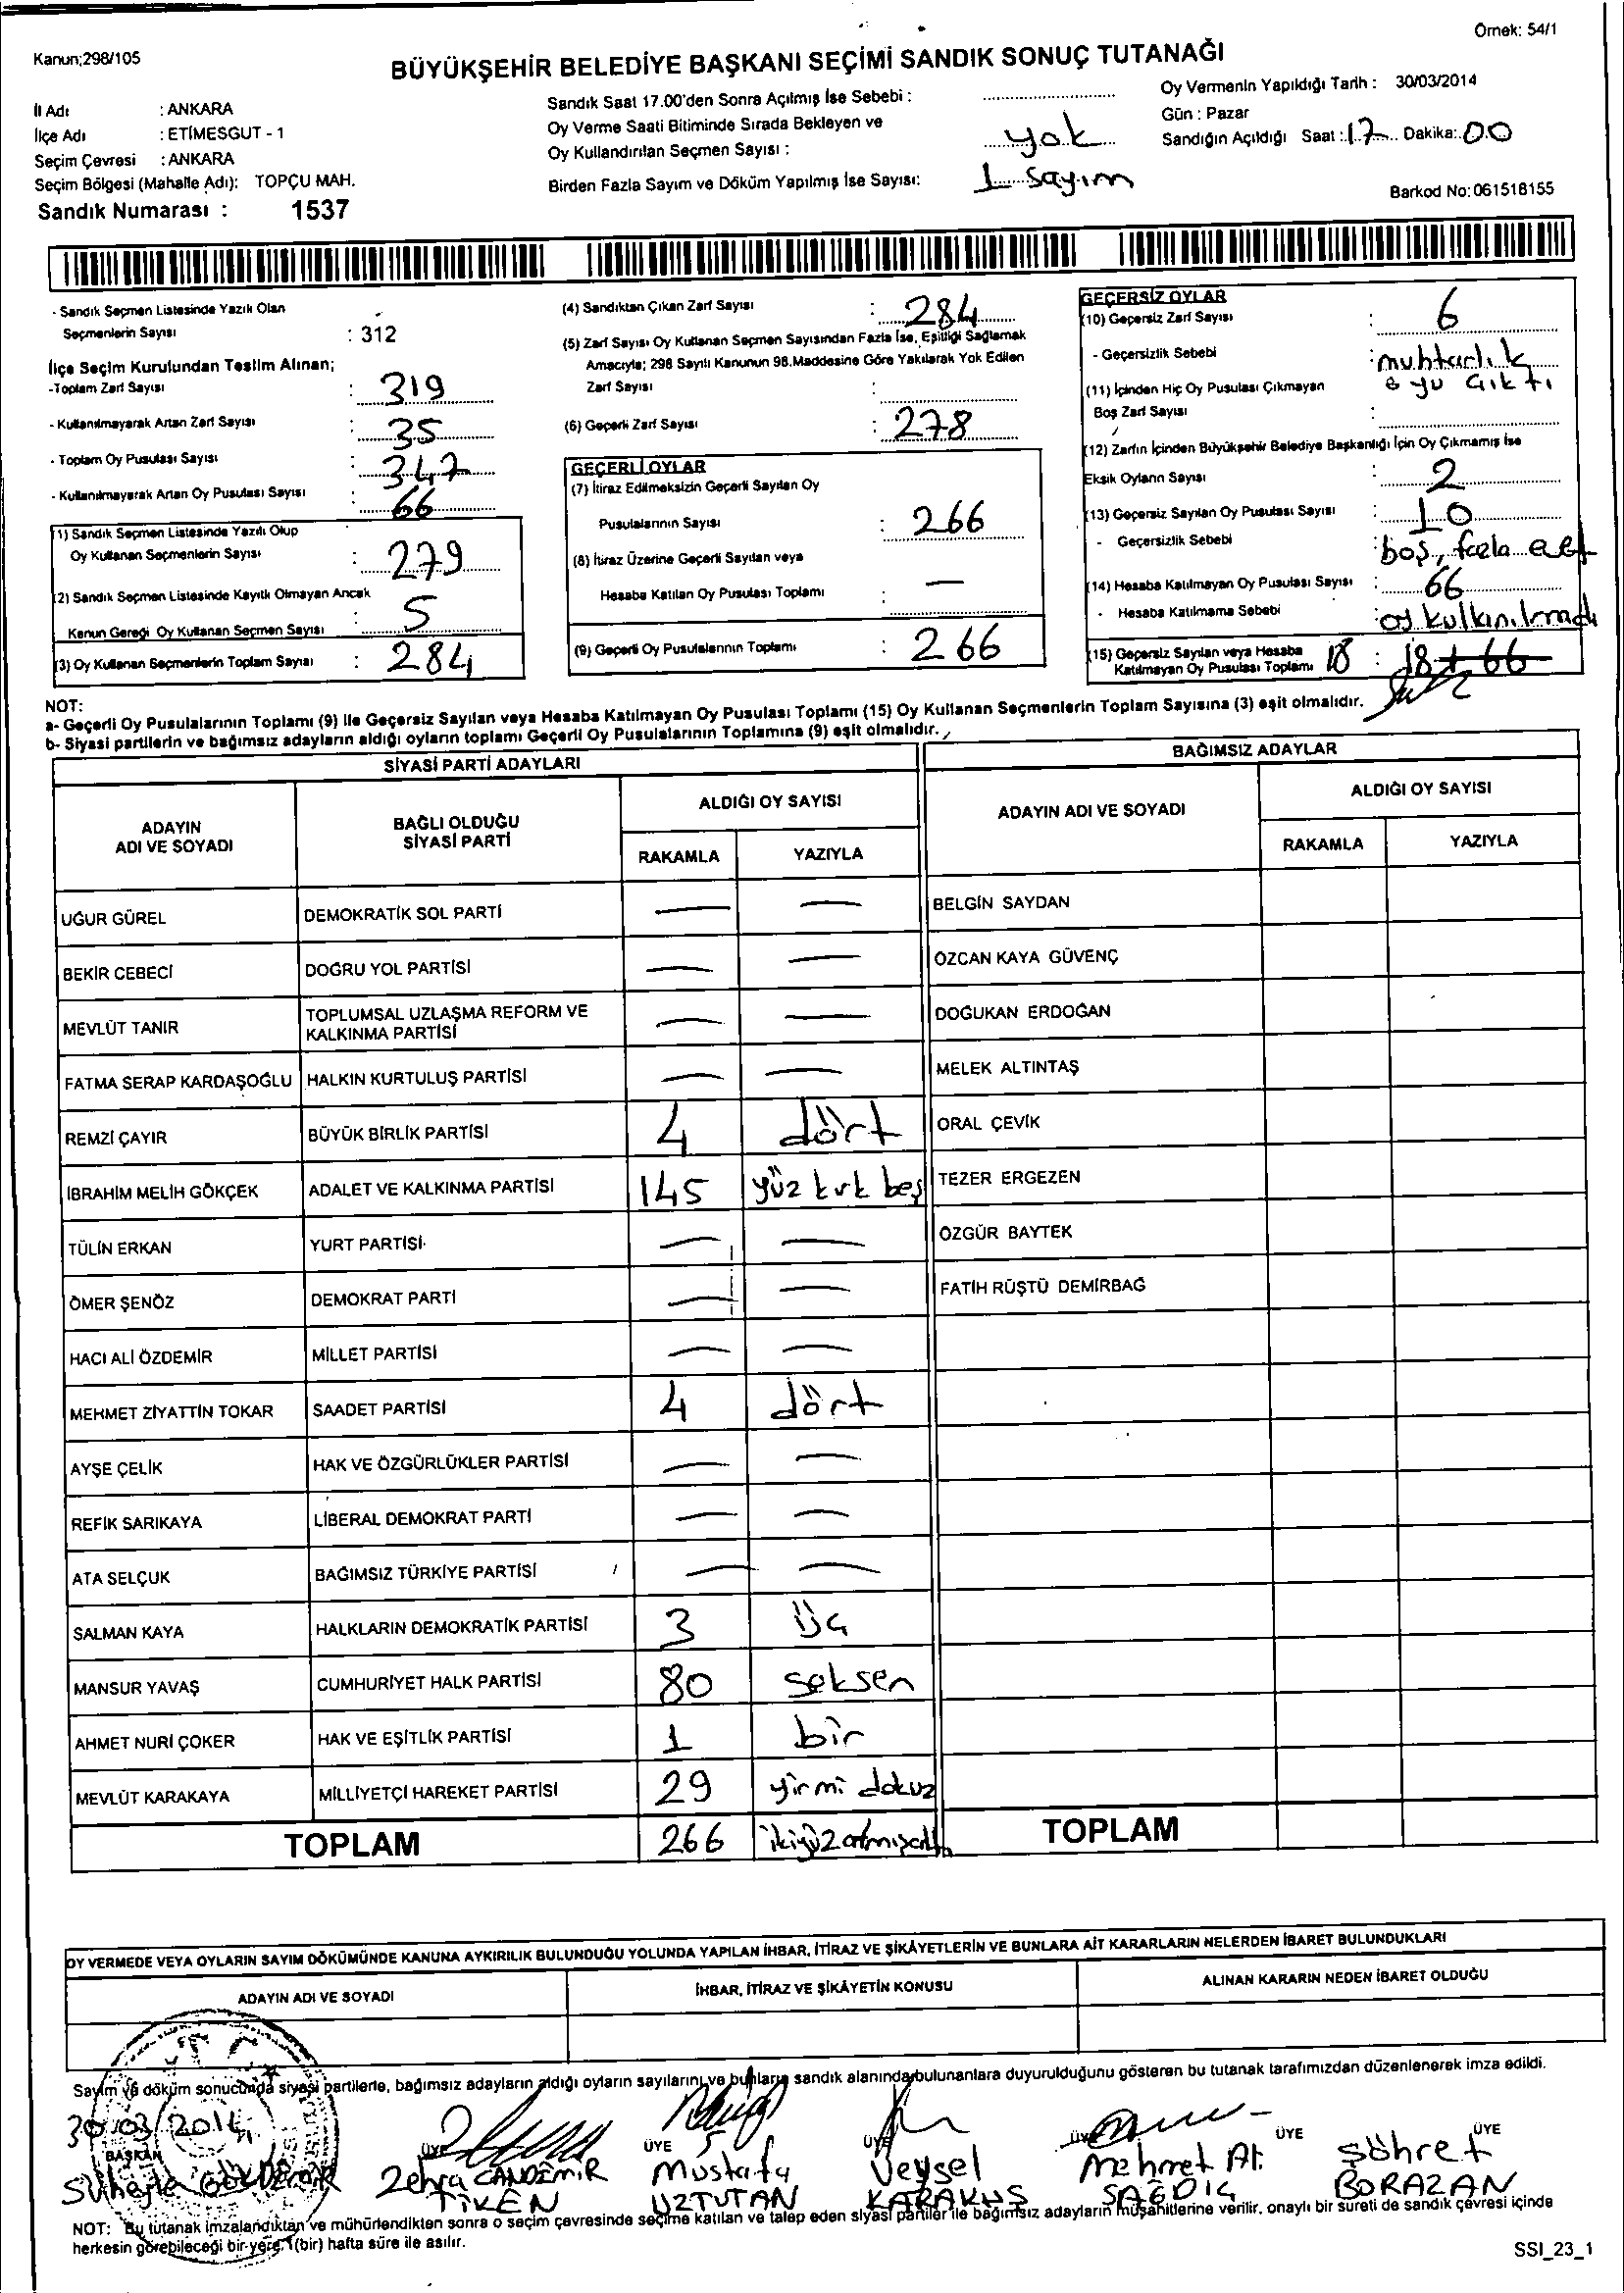 Örnek: 54/1
Kanun;298/105
BÜYÜKŞEHİR BELEDİYE BAŞKANI SEÇİMİ SANDIK SONUÇ TUTANAĞI
İl Adı : ANKARA
İlçe Adı : ETİMESGUT - 1
Seçim Çevresi : ANKARA
Seçim Bölgesi (Mahalle Adı): TOPÇU MAH.
Sandık Numarası : 1537
Sandık Saat 17.00'den Sonra Açılmış İse Sebebi :
Oy Verme Saati Bitiminde Sırada Bekleyen ve
Oy Kullandırılan Seçmen Sayısı : yok
Birden Fazla Sayım ve Döküm Yapılmış İse Sayısı: 1 sayım
Oy Vermenin Yapıldığı Tarih : 30/03/2014
Gün : Pazar
Sandığın Açıldığı Saat : 17 Dakika: 00
Barkod No: 061518155
- Sandık Seçmen Listesinde Yazılı Olan
Seçmenlerin Sayısı : 312
İlçe Seçim Kurulundan Teslim Alınan;
-Toplam Zarf Sayısı : 319
- Kullanılmayarak Artan Zarf Sayısı : 35
- Toplam Oy Pusulası Sayısı : 347
- Kullanılmayarak Artan Oy Pusulası Sayısı : 66
(1) Sandık Seçmen Listesinde Yazılı Olup
Oy Kullanan Seçmenlerin Sayısı : 279
(2) Sandık Seçmen Listesinde Kayıtlı Olmayan Ancak
Kanun Gereği Oy Kullanan Seçmen Sayısı : 5
(3) Oy Kullanan Seçmenlerin Toplam Sayısı : 284
(4) Sandıktan Çıkan Zarf Sayısı : 284
(5) Zarf Sayısı Oy Kullanan Seçmen Sayısından Fazla İse, Eşitliği Sağlamak
Amacıyla; 298 Sayılı Kanunun 98.Maddesine Göre Yakılarak Yok Edilen
Zarf Sayısı :
(6) Geçerli Zarf Sayısı : 278
GEÇERLİ OYLAR
(7) İtiraz Edilmeksizin Geçerli Sayılan Oy
Pusulalarının Sayısı : 266
(8) İtiraz Üzerine Geçerli Sayılan veya
Hesaba Katılan Oy Pusulası Toplamı : —
(9) Geçerli Oy Pusulalarının Toplamı : 266
GEÇERSİZ OYLAR
(10) Geçersiz Zarf Sayısı : 6
- Geçersizlik Sebebi : muhtarlık
oyu çıktı
(11) İçinden Hiç Oy Pusulası Çıkmayan
Boş Zarf Sayısı :
(12) Zarfın İçinden Büyükşehir Belediye Başkanlığı İçin Oy Çıkmamış İse
Eksik Oyların Sayısı : 2
(13) Geçersiz Sayılan Oy Pusulası Sayısı : 10
- Geçersizlik Sebebi : boş, fazla
(14) Hesaba Katılmayan Oy Pusulası Sayısı : 66
- Hesaba Katılmama Sebebi : oy kullanılmadı
(15) Geçersiz Sayılan veya Hesaba
Katılmayan Oy Pusulası Toplamı 18 : 18 + 66
NOT:
a- Geçerli Oy Pusulalarının Toplamı (9) ile Geçersiz Sayılan veya Hesaba Katılmayan Oy Pusulası Toplamı (15) Oy Kullanan Seçmenlerin Toplam Sayısına (3) eşit olmalıdır.
b- Siyasi partilerin ve bağımsız adayların aldığı oyların toplamı Geçerli Oy Pusulalarının Toplamına (9) eşit olmalıdır.
SİYASİ PARTİ ADAYLARI
ADAYIN ADI VE SOYADI
BAĞLI OLDUĞU SİYASİ PARTİ
ALDIĞI OY SAYISI
RAKAMLA YAZIYLA
UĞUR GÜREL DEMOKRATİK SOL PARTİ — —
BEKİR CEBECİ DOĞRU YOL PARTİSİ — —
MEVLÜT TANIR TOPLUMSAL UZLAŞMA REFORM VE
KALKINMA PARTİSİ — —
FATMA SERAP KARDAŞOĞLU HALKIN KURTULUŞ PARTİSİ — —
REMZİ ÇAYIR BÜYÜK BİRLİK PARTİSİ 4 dört
İBRAHİM MELİH GÖKÇEK ADALET VE KALKINMA PARTİSİ 145 yüz kırk beş
TÜLİN ERKAN YURT PARTİSİ — —
ÖMER ŞENÖZ DEMOKRAT PARTİ — —
HACI ALİ ÖZDEMİR MİLLET PARTİSİ — —
MEHMET ZİYATTİN TOKAR SAADET PARTİSİ 4 dört
AYŞE ÇELİK HAK VE ÖZGÜRLÜKLER PARTİSİ — —
REFİK SARIKAYA LİBERAL DEMOKRAT PARTİ — —
ATA SELÇUK BAĞIMSIZ TÜRKİYE PARTİSİ — —
SALMAN KAYA HALKLARIN DEMOKRATİK PARTİSİ 3 üç
MANSUR YAVAŞ CUMHURİYET HALK PARTİSİ 80 seksen
AHMET NURİ ÇOKER HAK VE EŞİTLİK PARTİSİ 1 bir
MEVLÜT KARAKAYA MİLLİYETÇİ HAREKET PARTİSİ 29 yirmi dokuz
TOPLAM 266 ikiyüzatmışaltı
BAĞIMSIZ ADAYLAR
ADAYIN ADI VE SOYADI
ALDIĞI OY SAYISI
RAKAMLA YAZIYLA
BELGİN SAYDAN
ÖZCAN KAYA GÜVENÇ
DOĞUKAN ERDOĞAN
MELEK ALTINTAŞ
ORAL ÇEVİK
TEZER ERGEZEN
ÖZGÜR BAYTEK
FATİH RÜŞTÜ DEMİRBAĞ
TOPLAM
OY VERMEDE VEYA OYLARIN SAYIM DÖKÜMÜNDE KANUNA AYKIRILIK BULUNDUĞU YOLUNDA YAPILAN İHBAR, İTİRAZ VE ŞİKÂYETLERİN VE BUNLARA AİT KARARLARIN NELERDEN İBARET BULUNDUKLARI
ADAYIN ADI VE SOYADI İHBAR, İTİRAZ VE ŞİKÂYETİN KONUSU ALINAN KARARIN NEDEN İBARET OLDUĞU
Sayım ve döküm sonucunda siyasi partilerle, bağımsız adayların aldığı oyların sayılarını ve bunların sandık alanında bulunanlara duyurulduğunu gösteren bu tutanak tarafımızdan düzenlenerek imza edildi.
30/03/2014
BAŞKAN ÜYE ÜYE ÜYE ÜYE ÜYE ÜYE
Süheyla GÖKDEMİR
Zehra CANDEMİR TİKEN
Mustafa UZTUTAN
Veysel KARAKUŞ
Mehmet Al. SAĞDIÇ
Şöhret BORAZAN
NOT: Bu tutanak imzalandıktan ve mühürlendikten sonra o seçim çevresinde seçime katılan ve talep eden siyasi partiler ile bağımsız adayların müşahitlerine verilir, onaylı bir sureti de sandık çevresi içinde
herkesin görebileceği bir yere, 1(bir) hafta süre ile asılır.
SSI_23_1